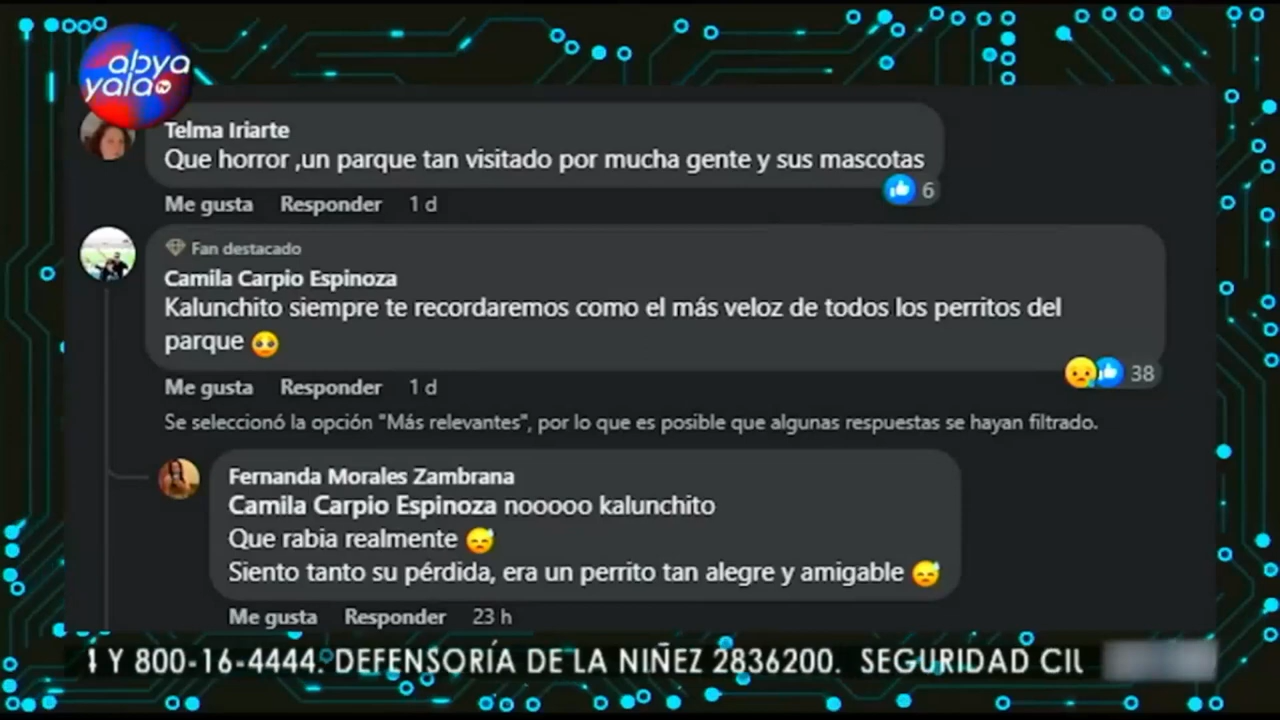 abya
yala tv
Telma Iriarte
Que horror ,un parque tan visitado por mucha gente y sus mascotas
6
Me gusta Responder 1 d
Fan destacado
Camila Carpio Espinoza
Kalunchito siempre te recordaremos como el más veloz de todos los perritos del
parque
38
Me gusta Responder 1 d
Se seleccionó la opción "Más relevantes", por lo que es posible que algunas respuestas se hayan filtrado.
Fernanda Morales Zambrana
Camila Carpio Espinoza nooooo kalunchito
Que rabia realmente
Siento tanto su pérdida, era un perrito tan alegre y amigable
Me gusta Responder 23 h
Y 800-16-4444. DEFENSORÍA DE LA NIÑEZ 2836200. SEGURIDAD